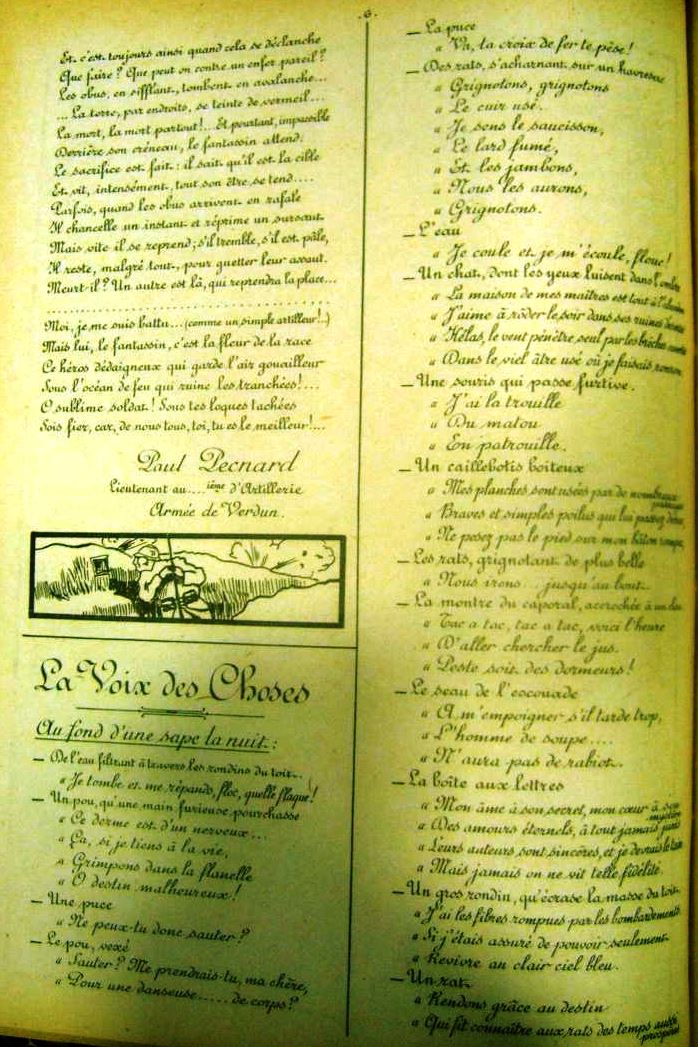 .6.
Et c'est toujours ainsi quand cela se déclanche
Que faire ? Que peut on contre un enfer pareil ?
Les obus, en sifflant, tombent en avalanche...
... La terre, par endroits, se teinte de vermeil...
La mort, la mort partout !... Et pourtant, impassible
Derrière son créneau, le fantassin attend.
Le sacrifice est fait : il sait qu'il est la cible
Et vit, intensément, tout son être se tend....
Parfois, quand les obus arrivent en rafale
Il chancelle un instant et réprime un sursaut
Mais vite il se reprend ; s'il tremble, s'il est pâle,
Il reste, malgré tout, pour guetter leur assaut.
Meurt-il ? Un autre est là, qui reprendra la place...
Moi, je me suis battu... (comme un simple artilleur !..)
Mais lui, le fantassin, c'est la fleur de la race
Ce héros dédaigneux qui garde l'air gouailleur
Sous l'océan de feu qui ruine les tranchées !...
O sublime soldat ! Sous tes loques tachées
Sois fier, car, de nous tous, toi, tu es le meilleur !...
Paul Pecnard
Lieutenant au ...ième d'Artillerie
Armée de Verdun.
La Voix des Choses
Au fond d'une sape la nuit :
— De l'eau filtrant à travers les rondins du toit..
" Je tombe et me répands, floc, quelle flaque !
— Un pou, qu'une main furieuse pourchasse
" Ce derme est d'un nerveux...
" Ça, si je tiens à la vie,
" Grimpons dans la flanelle
" O destin malheureux !
— Une puce
" Ne peux-tu donc sauter ?
— Le pou, vexé
" Sauter ? Me prendrais-tu, ma chère,
" Pour une danseuse...... de corps ?
— La puce
" Va, ta croix de fer te pèse !
— Des rats, s'acharnant sur un havresac
" Grignotons, grignotons
" Le cuir usé..
" Je sens le saucisson,
" Le lard fumé,
" Et les jambons,
" Nous les aurons,
" Grignotons.
— L'eau
" Je coule et je m'écoule, flouc !
— Un chat, dont les yeux luisent dans l'ombre
" La maison de mes maîtres est tout à
" J'aime à rôder le soir dans ses ruines
" Hélas, le vent pénètre seul par les brèches
" Dans le vieil âtre usé où je faisais ronron.
— Une souris qui passe furtive.
" J'ai la trouille
" Du matou
" En patrouille.
— Un caillebotis boiteux
" Mes planches sont usées par de nombreux
" Braves et simples poilus qui lui passez
" Ne pesez pas le pied sur mon bâton rompu,
— Les rats, grignotant de plus belle
" Nous irons... jusqu'au bout..
— La montre du caporal, accrochée à un clou
" Tac a tac, tac a tac, voici l'heure
" D'aller chercher le jus.
" Peste soit des dormeurs !
— Le seau de l'escouade
" A m'empoigner s'il tarde trop,
" L'homme de soupe....
" N'aura pas de rabiot.
— La boîte aux lettres
" Mon âme à son secret, mon cœur à son
mystère
" Des amours éternels, à tout jamais
" Leurs auteurs sont sincères, et je devrais le taire
" Mais jamais on ne vit telle fidélité.
— Un gros rondin, qu'écrase la masse du toit.
" J'ai les fibres rompues par les bombardements
" Si j'étais assuré de pouvoir seulement
" Revivre au clair ciel bleu.
— Un rat.
" Rendons grâce au destin
" Qui fit connaître aux rats des temps aussi
prospères